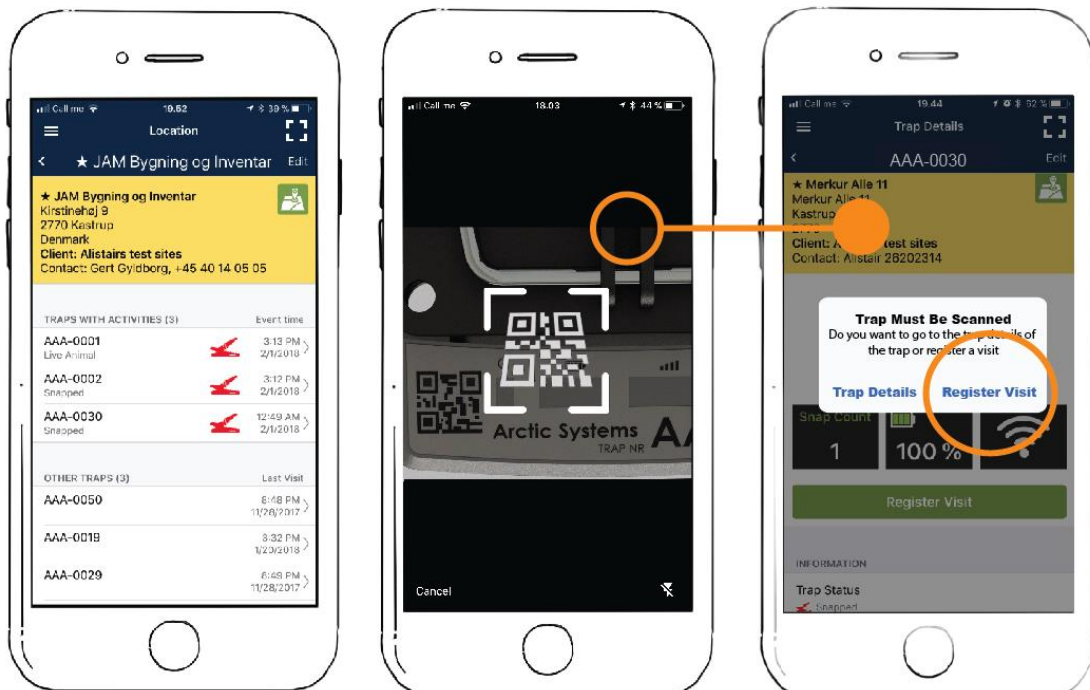 Call me 19.52 39 %
Location
JAM Bygning og Inventar Edit
★ JAM Bygning og Inventar
Kirstinehøj 9
2770 Kastrup
Denmark
Client: Alistairs test sites
Contact: Gert Gyldborg, +45 40 14 05 05
TRAPS WITH ACTIVITIES (3) Event time
AAA-0001 3:13 PM
Live Animal 2/1/2018
AAA-0002 3:12 PM
Snapped 2/1/2018
AAA-0030 12:49 AM
Snapped 2/1/2018
OTHER TRAPS (3) Last Visit
AAA-0050 8:48 PM
11/28/2017
AAA-0019 3:32 PM
1/20/2018
AAA-0029 6:49 PM
11/28/2017
Call me 18.03 44 %
Arctic Systems
TRAP NR
Cancel
Call me 19.44 62 %
Trap Details
AAA-0030 Edit
★ Merkur Alle 11
Merkur Alle 11
Kastrup
Client: test sites
Contact: Alistair 28202314
Trap Must Be Scanned
Do you want to go to the trap details of
the trap or register a visit
Trap Details Register Visit
Snap Count
1 100 %
Register Visit
INFORMATION
Trap Status
Snapped